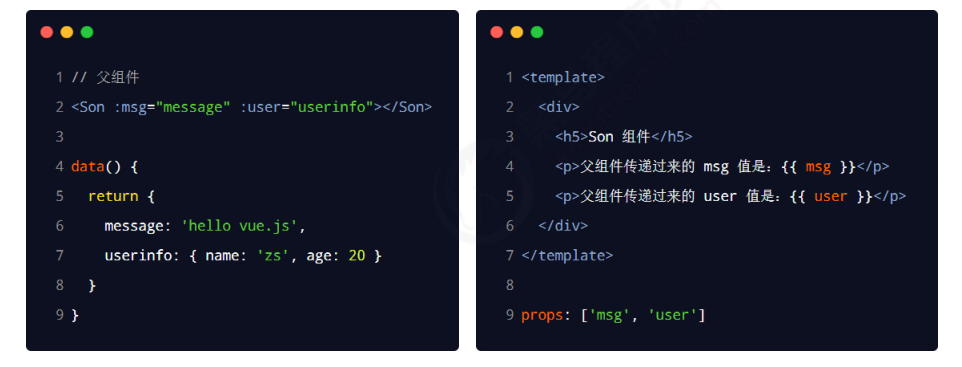 1 // 父组件
2 <Son :msg="message" :user="userinfo"></Son>
3
4 data() {
5   return {
6     message: 'hello vue.js',
7     userinfo: { name: 'zs', age: 20 }
8   }
9 }
1 <template>
2   <div>
3     <h5>Son 组件</h5>
4     <p>父组件传递过来的 msg 值是：{{ msg }}</p>
5     <p>父组件传递过来的 user 值是：{{ user }}</p>
6   </div>
7 </template>
8
9 props: ['msg', 'user']